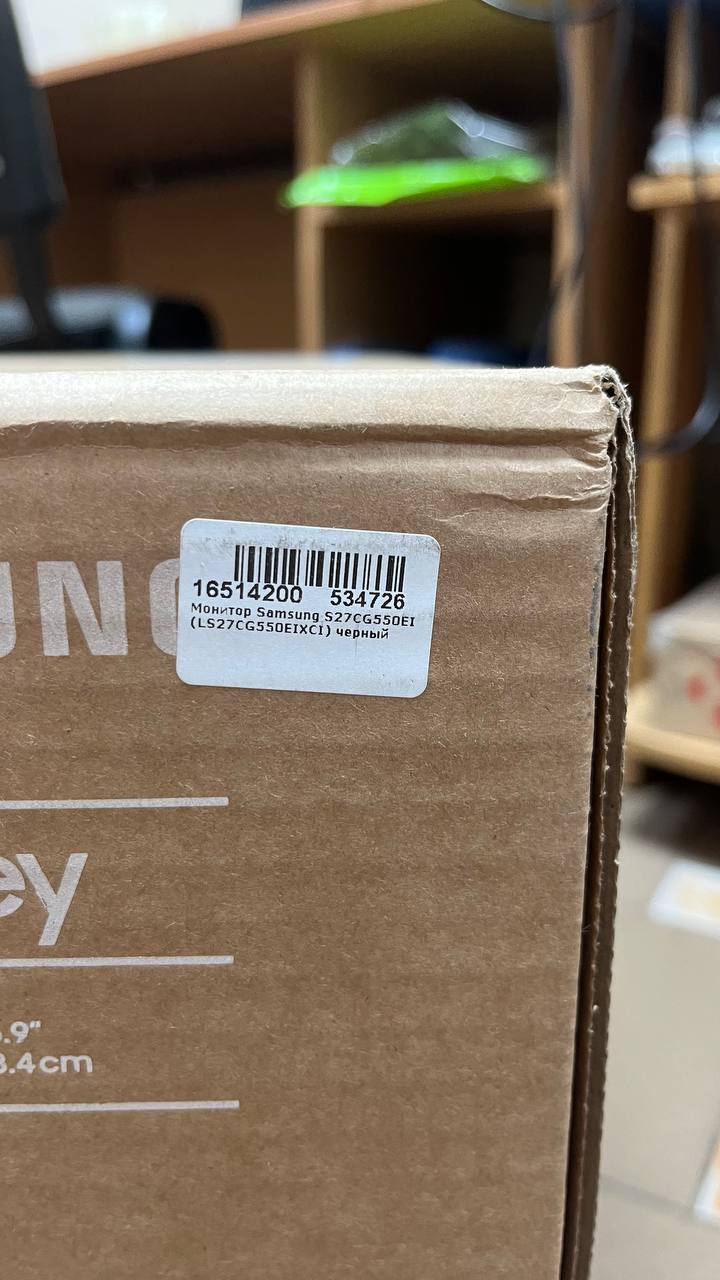 UNG
16514200 534726
Монитор Samsung S27CG550EI
(LS27CG550EIXCI) черный
ey
.9"
3.4cm